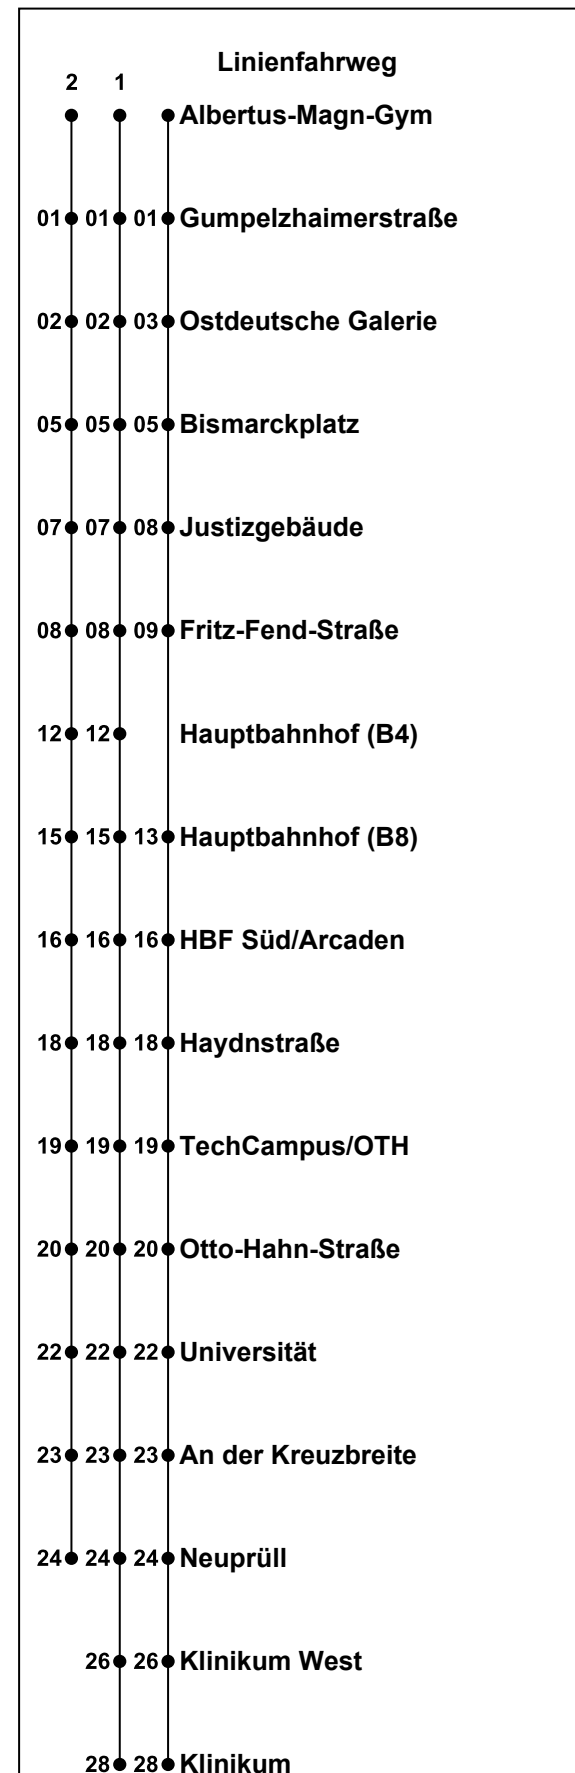 Linienfahrweg
2 1
Albertus-Magn-Gym
01 01 01 Gumpelzhaimerstraße
02 02 03 Ostdeutsche Galerie
05 05 05 Bismarckplatz
07 07 08 Justizgebäude
08 08 09 Fritz-Fend-Straße
12 12 Hauptbahnhof (B4)
15 15 13 Hauptbahnhof (B8)
16 16 16 HBF Süd/Arcaden
18 18 18 Haydnstraße
19 19 19 TechCampus/OTH
20 20 20 Otto-Hahn-Straße
22 22 22 Universität
23 23 23 An der Kreuzbreite
24 24 24 Neuprüll
26 26 Klinikum West
28 28 Klinikum